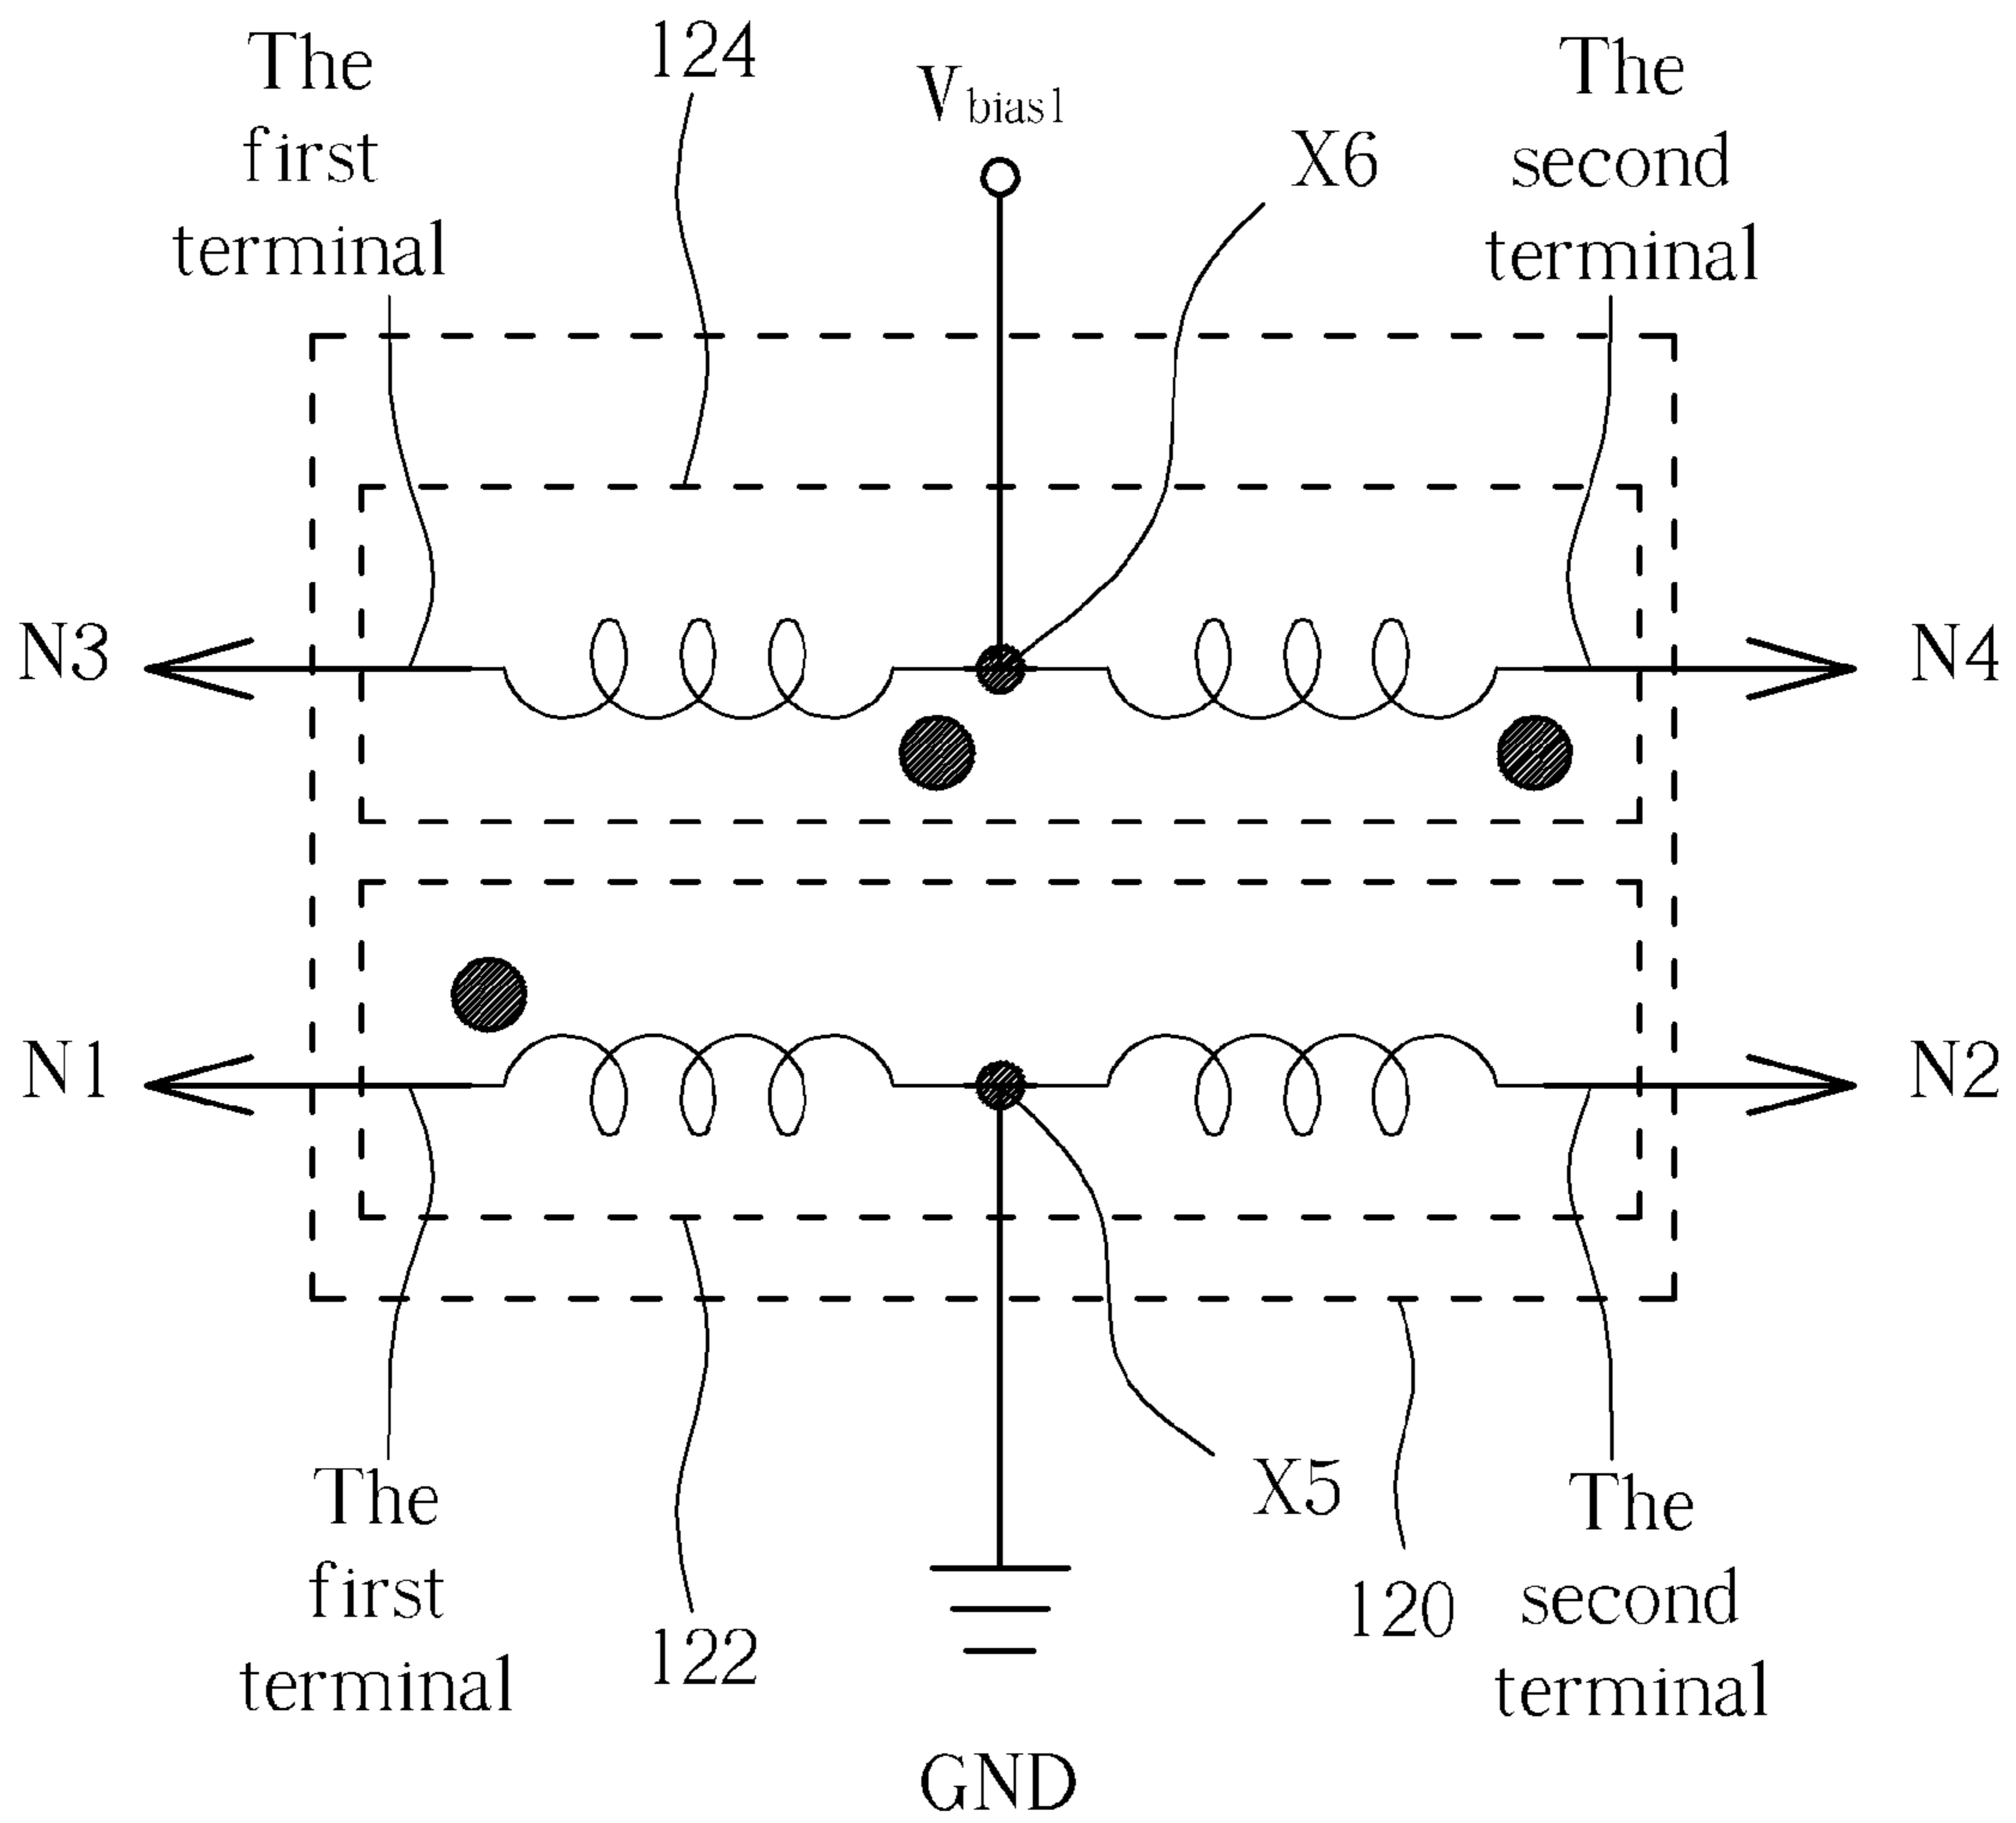 The
first
terminal
124
Vbias1
X6
The
second
terminal
N3
N4
N1
N2
The
first
terminal
122
X5
120
The
second
terminal
GND